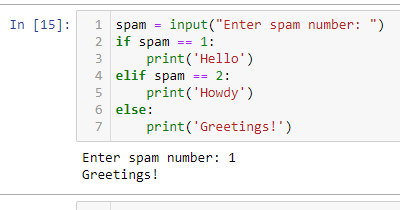 In [15]:
1 spam = input("Enter spam number: ")
2 if spam == 1:
3     print('Hello')
4 elif spam == 2:
5     print('Howdy')
6 else:
7     print('Greetings!')
Enter spam number: 1
Greetings!